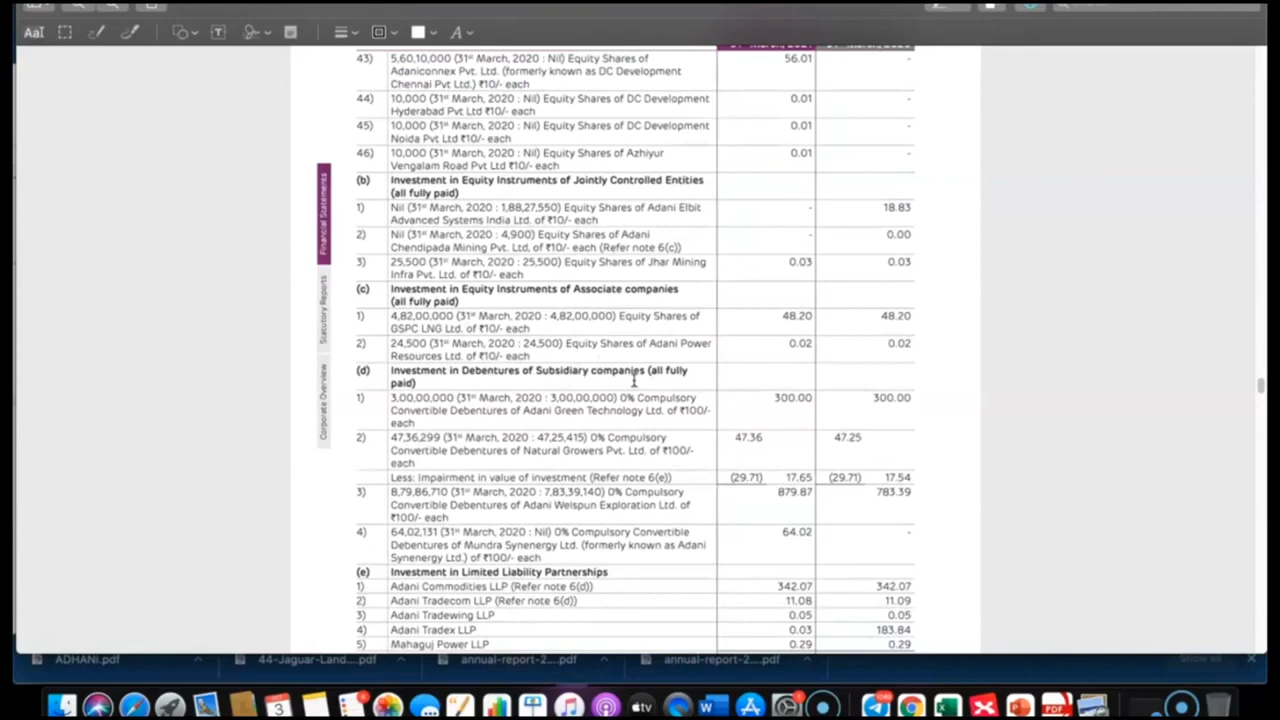 AaI
43) 5,60,10,000 (31st March, 2020 : Nil) Equity Shares of 56.01 -
Adaniconnex Pvt. Ltd. (formerly known as DC Development
Chennai Pvt Ltd.) ₹10/- each
44) 10,000 (31st March, 2020 : Nil) Equity Shares of DC Development 0.01 -
Hyderabad Pvt Ltd ₹10/- each
45) 10,000 (31st March, 2020 : Nil) Equity Shares of DC Development 0.01 -
Noida Pvt Ltd ₹10/- each
46) 10,000 (31st March, 2020 : Nil) Equity Shares of Azhiyur 0.01 -
Vengalam Road Pvt Ltd ₹10/- each
(b) Investment in Equity Instruments of Jointly Controlled Entities
(all fully paid)
1) Nil (31st March, 2020 : 1,88,27,550) Equity Shares of Adani Elbit - 18.83
Advanced Systems India Ltd. of ₹10/- each
2) Nil (31st March, 2020 : 4,900) Equity Shares of Adani - 0.00
Chendipada Mining Pvt. Ltd. of ₹10/- each (Refer note 6(c))
3) 25,500 (31st March, 2020 : 25,500) Equity Shares of Jhar Mining 0.03 0.03
Infra Pvt. Ltd. of ₹10/- each
(c) Investment in Equity Instruments of Associate companies
(all fully paid)
1) 4,82,00,000 (31st March, 2020 : 4,82,00,000) Equity Shares of 48.20 48.20
GSPC LNG Ltd. of ₹10/- each
2) 24,500 (31st March, 2020 : 24,500) Equity Shares of Adani Power 0.02 0.02
Resources Ltd. of ₹10/- each
(d) Investment in Debentures of Subsidiary companies (all fully
paid)
1) 3,00,00,000 (31st March, 2020 : 3,00,00,000) 0% Compulsory 300.00 300.00
Convertible Debentures of Adani Green Technology Ltd. of ₹100/-
each
2) 47,36,299 (31st March, 2020 : 47,25,415) 0% Compulsory 47.36 47.25
Convertible Debentures of Natural Growers Pvt. Ltd. of ₹100/-
each
Less: Impairment in value of investment (Refer note 6(e)) (29.71) 17.65 (29.71) 17.54
3) 8,79,86,710 (31st March, 2020 : 7,83,39,140) 0% Compulsory 879.87 783.39
Convertible Debentures of Adani Welspun Exploration Ltd. of
₹100/- each
4) 64,02,131 (31st March, 2020 : Nil) 0% Compulsory Convertible 64.02 -
Debentures of Mundra Synenergy Ltd. (formerly known as Adani
Synenergy Ltd.) of ₹100/- each
(e) Investment in Limited Liability Partnerships
1) Adani Commodities LLP (Refer note 6(d)) 342.07 342.07
2) Adani Tradecom LLP (Refer note 6(d)) 11.08 11.09
3) Adani Tradewing LLP 0.05 0.05
4) Adani Tradex LLP 0.03 183.84
5) Mahaguj Power LLP 0.29 0.29
Financial Statements
Statutory Reports
Corporate Overview
ADHANI.pdf 44-Jaguar-Land....pdf annual-report-2....pdf annual-report-2....pdf Show all
3 tv W A X P PDF